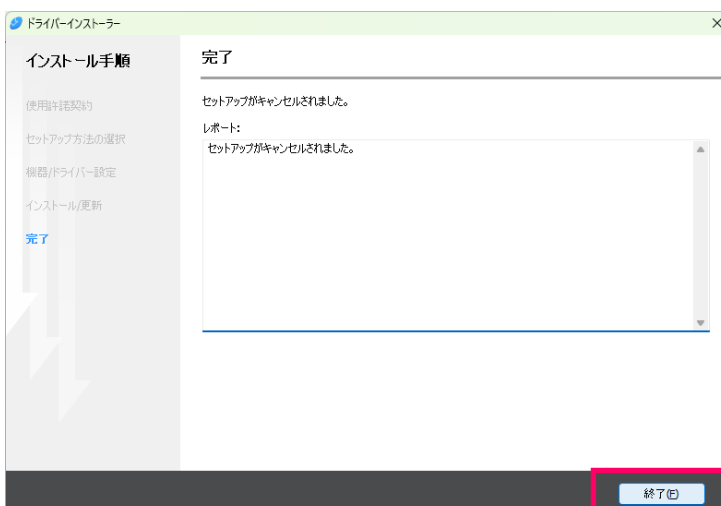 ドライバーインストーラー
インストール手順
使用許諾契約
セットアップ方法の選択
機器/ドライバー設定
インストール/更新
完了
完了
セットアップがキャンセルされました。
レポート:
セットアップがキャンセルされました。
終了(F)